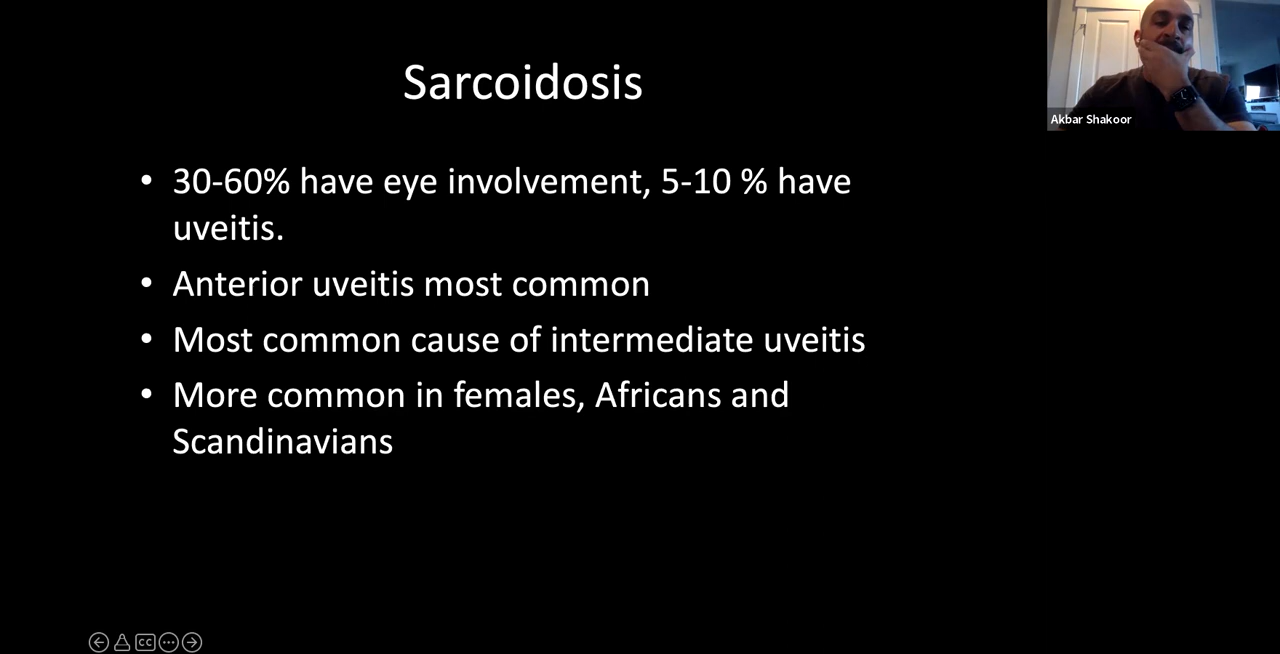 Sarcoidosis
Akbar Shakoor
• 30-60% have eye involvement, 5-10 % have
uveitis.
• Anterior uveitis most common
• Most common cause of intermediate uveitis
• More common in females, Africans and
Scandinavians
CC